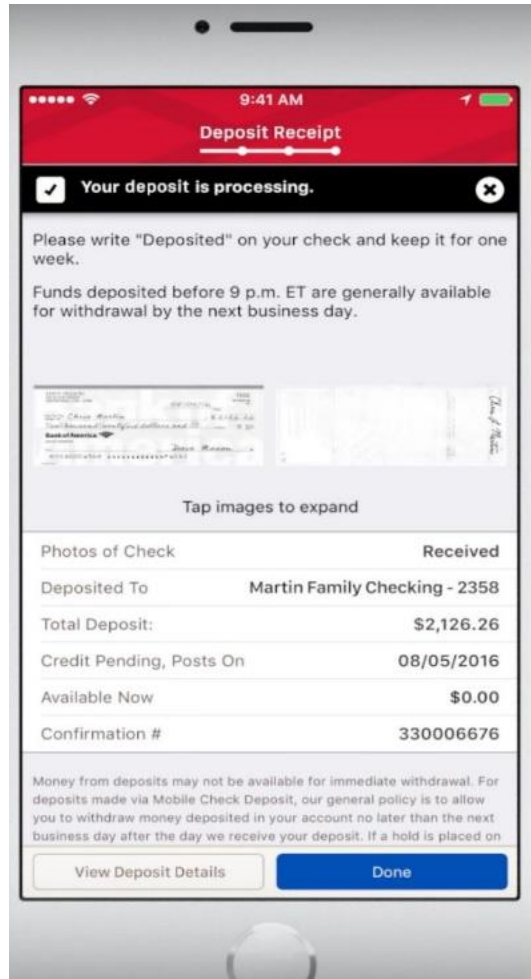 9:41 AM
Deposit Receipt
Your deposit is processing.
Please write "Deposited" on your check and keep it for one
week.
Funds deposited before 9 p.m. ET are generally available
for withdrawal by the next business day.
Chris Martin
Bank of America
Tap images to expand
Photos of Check Received
Deposited To Martin Family Checking - 2358
Total Deposit: $2,126.26
Credit Pending, Posts On 08/05/2016
Available Now $0.00
Confirmation # 330006676
Money from deposits may not be available for immediate withdrawal. For
deposits made via Mobile Check Deposit, our general policy is to allow
you to withdraw money deposited in your account no later than the next
business day after the day we receive your deposit. If a hold is placed on
View Deposit Details
Done